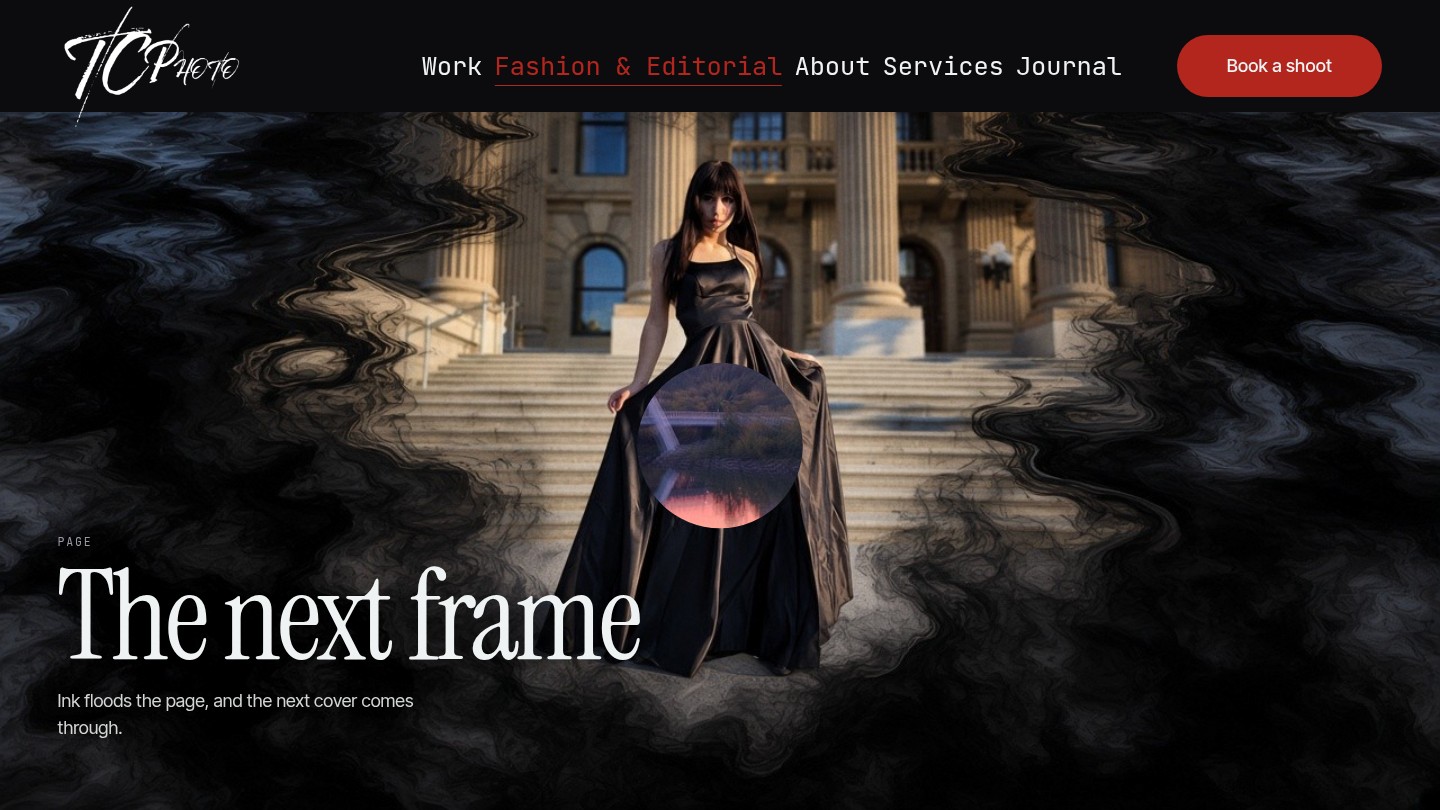 TCPHOTO
Work Fashion & Editorial About Services Journal
Book a shoot
PAGE
The next frame
Ink floods the page, and the next cover comes
through.